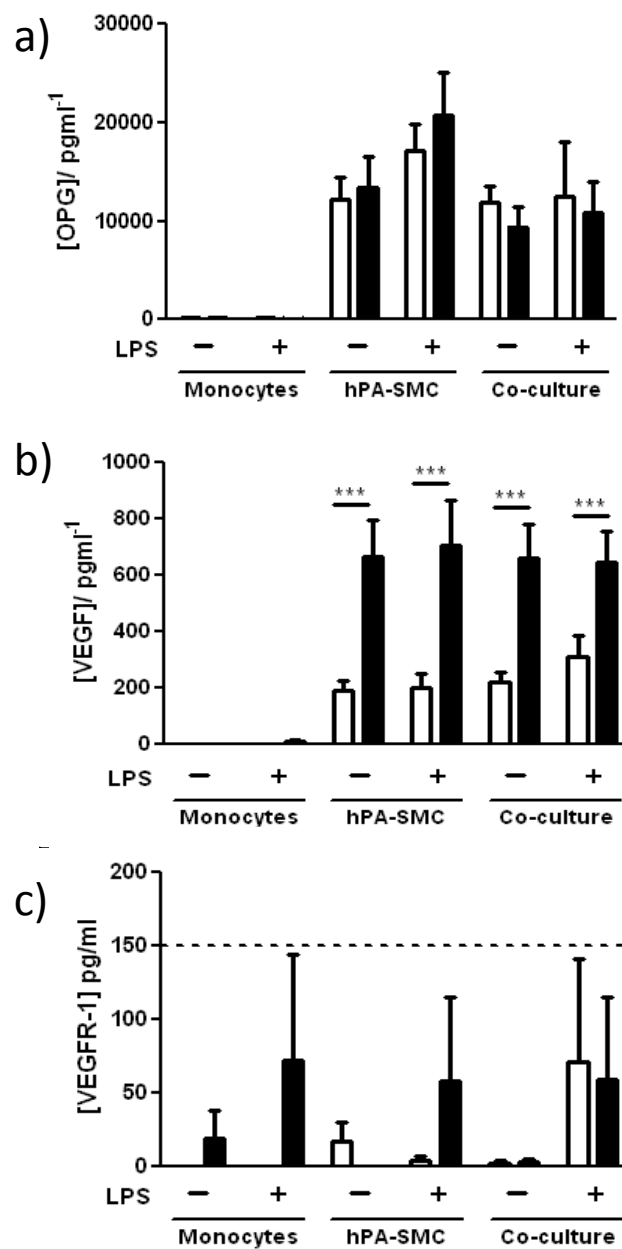 a)
[OPG]/ pgml-1
30000
20000
10000
0
LPS − + − + − +
Monocytes hPA-SMC Co-culture
b)
[VEGF]/ pgml-1
1000
800
600
400
200
0
*** *** *** ***
LPS − + − + − +
Monocytes hPA-SMC Co-culture
c)
[VEGFR-1] pg/ml
200
150
100
50
0
LPS − + − + − +
Monocytes hPA-SMC Co-culture